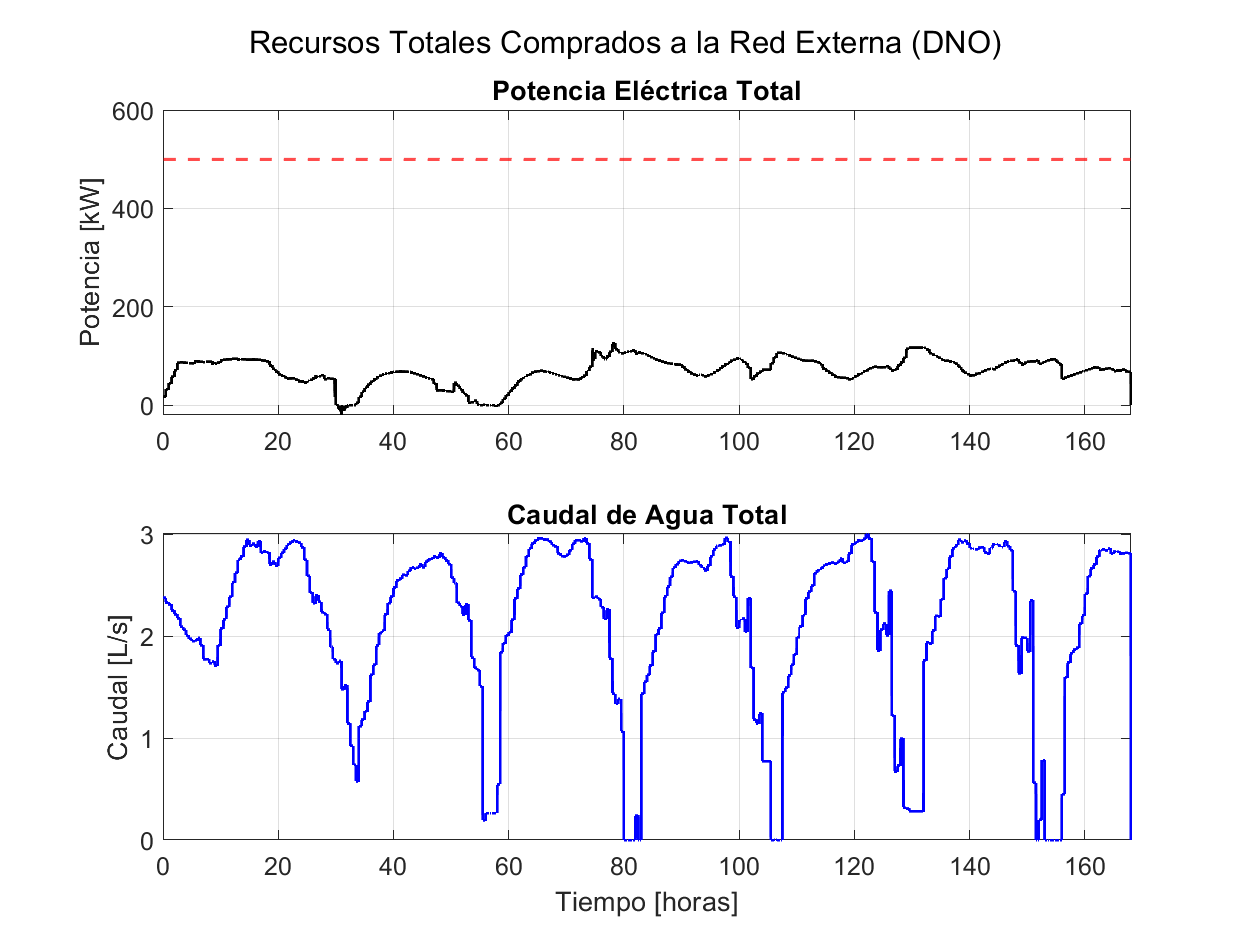 Recursos Totales Comprados a la Red Externa (DNO)
Potencia Eléctrica Total
600
400
200
0
Potencia [kW]
0 20 40 60 80 100 120 140 160
Caudal de Agua Total
3
2
1
0
Caudal [L/s]
0 20 40 60 80 100 120 140 160
Tiempo [horas]